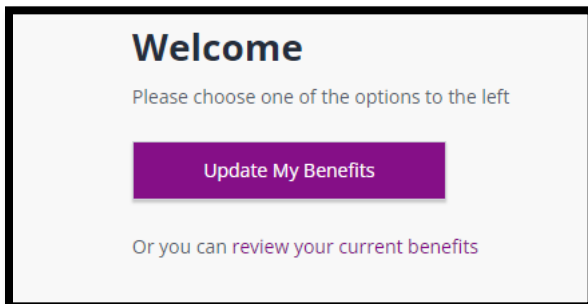 Welcome
Please choose one of the options to the left
Update My Benefits
Or you can review your current benefits